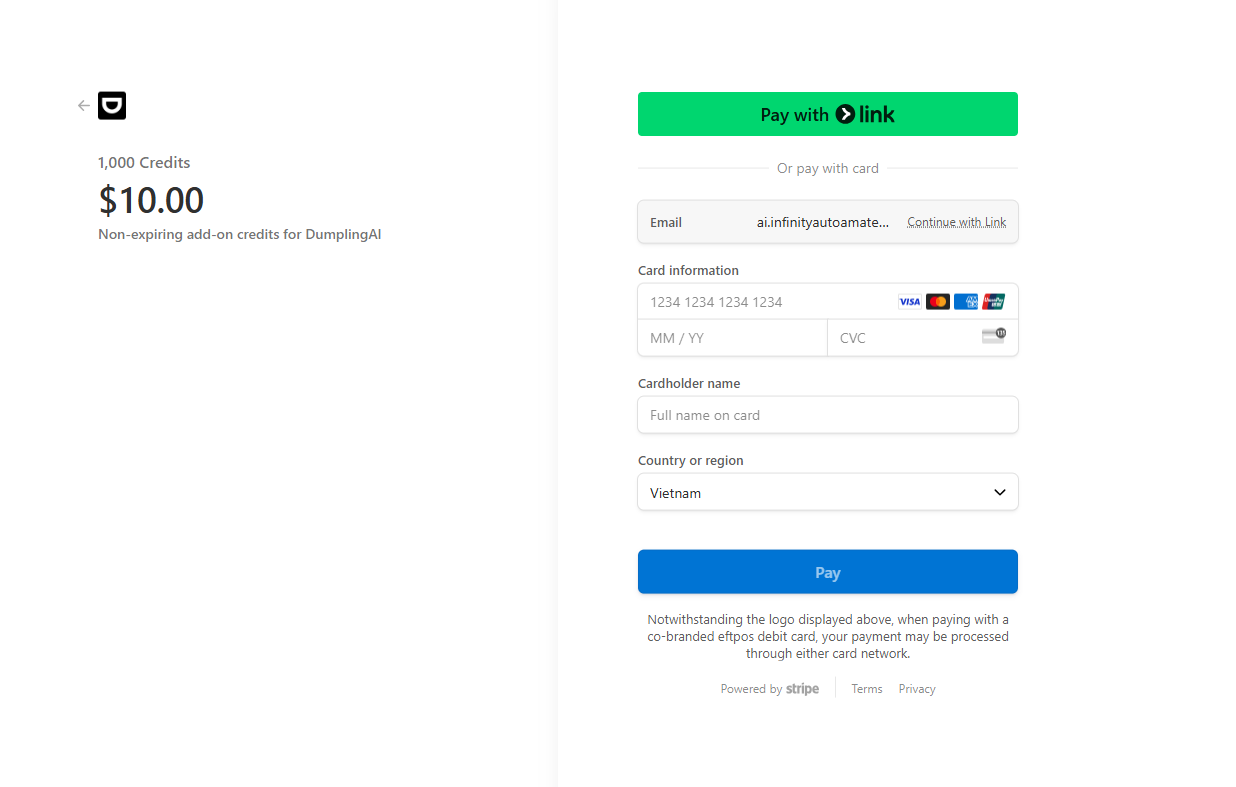 1,000 Credits
$10.00
Non-expiring add-on credits for DumplingAI
Pay with link
Or pay with card
Email ai.infinityautoamate... Continue with Link
Card information
1234 1234 1234 1234 VISA
MM / YY CVC
Cardholder name
Full name on card
Country or region
Vietnam
Pay
Notwithstanding the logo displayed above, when paying with a
co-branded eftpos debit card, your payment may be processed
through either card network.
Powered by stripe Terms Privacy